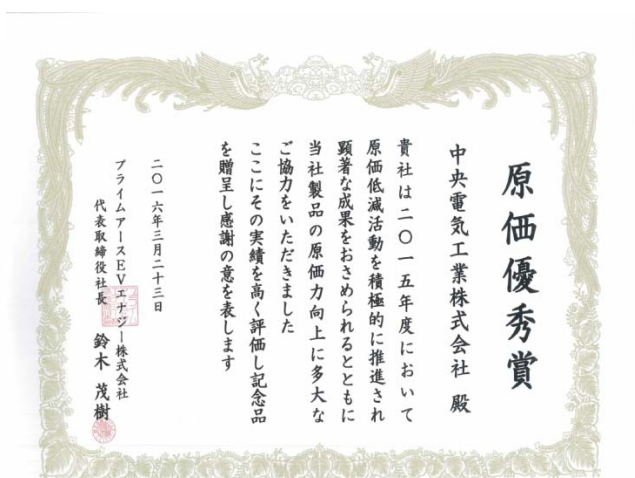 原価優秀賞
中央電気工業株式会社 殿
貴社は二〇一五年度において
原価低減活動を積極的に推進され
顕著な成果をおさめられるとともに
当社製品の原価力向上に多大な
ご協力をいただきました
ここにその実績を高く評価し記念品
を贈呈し感謝の意を表します
二〇一六年三月二十三日
プライムアースEVエナジー株式会社
代表取締役社長 鈴木 茂樹